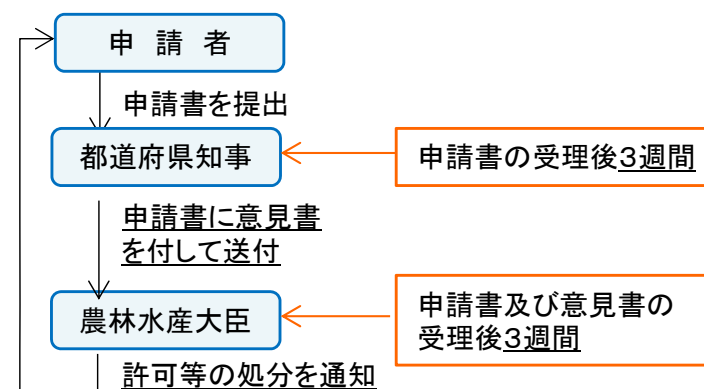 申 請 者
申請書を提出
都道府県知事
申請書の受理後3週間
申請書に意見書
を付して送付
農林水産大臣
申請書及び意見書の
受理後3週間
許可等の処分を通知